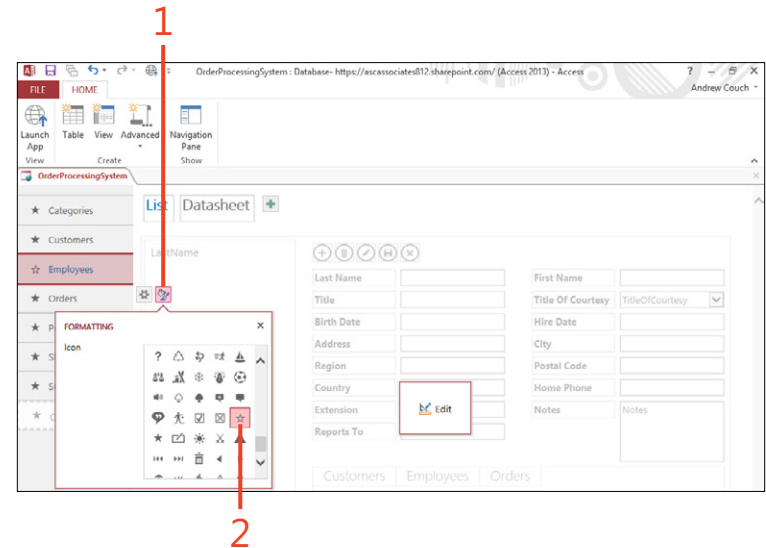 1
OrderProcessingSystem : Database- https://ascassociates812.sharepoint.com/ (Access 2013) - Access
?
FILE HOME
Andrew Couch
Launch App
Table
View
Advanced
Navigation Pane
View
Create
Show
OrderProcessingSystem
List Datasheet
Categories
Customers
Employees
Orders
P
S
S
LastName
FORMATTING
Icon
Last Name
First Name
Title
Title Of Courtesy
TitleOfCourtesy
Birth Date
Hire Date
Address
City
Region
Postal Code
Country
Home Phone
Extension
Notes
Notes
Reports To
Edit
Customers Employees Orders
2